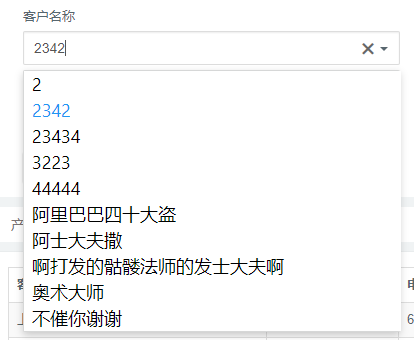 客户名称
2342
2
2342
23434
3223
44444
阿里巴巴四十大盗
阿士大夫撒
啊打发的骷髅法师的发士大夫啊
奥术大师
不催你谢谢
产
6